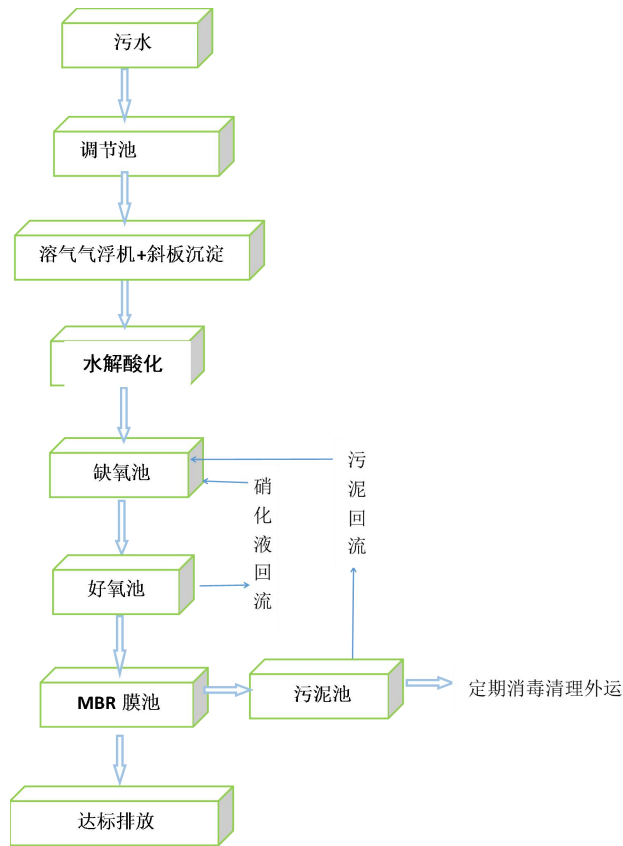 污水
调节池
溶气气浮机+斜板沉淀
水解酸化
缺氧池
污泥回流
硝化液回流
好氧池
MBR 膜池
污泥池
定期消毒清理外运
达标排放